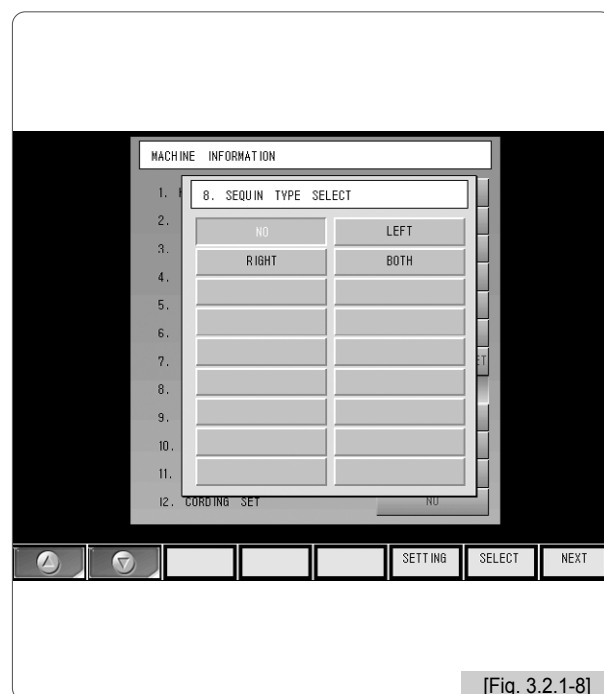 MACHINE INFORMATION
1.
8. SEQUIN TYPE SELECT
2.
NO LEFT
3.
RIGHT BOTH
4.
5.
6.
7.
ET
8.
9.
10.
11.
12. CORDING SET NO
SETTING SELECT NEXT
[Fig. 3.2.1-8]